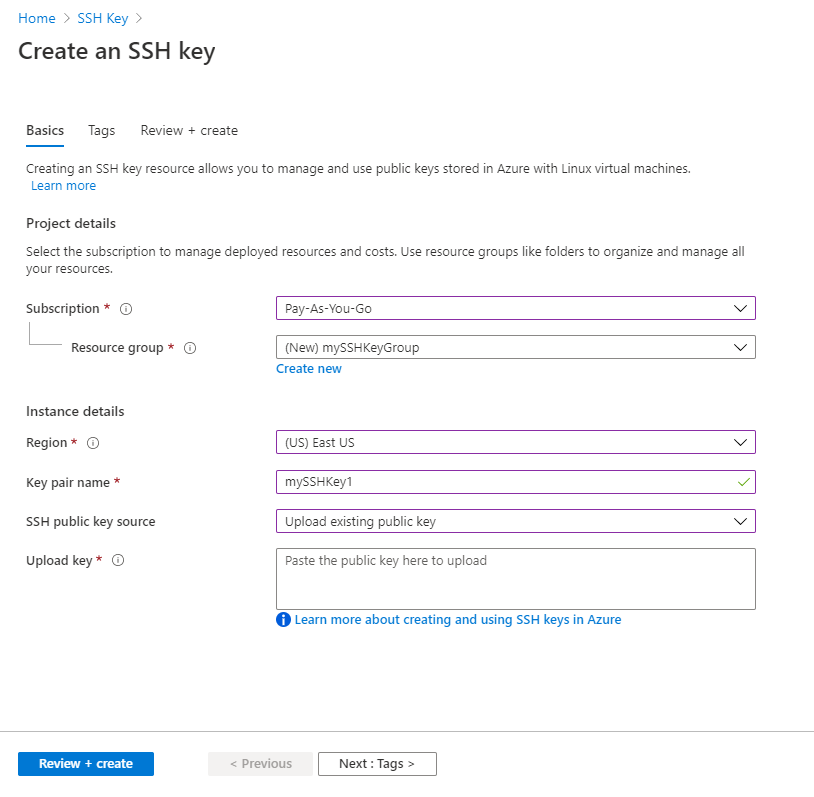 Home > SSH Key >
Create an SSH key
Basics Tags Review + create
Creating an SSH key resource allows you to manage and use public keys stored in Azure with Linux virtual machines.
Learn more
Project details
Select the subscription to manage deployed resources and costs. Use resource groups like folders to organize and manage all
your resources.
Subscription * Pay-As-You-Go
Resource group * (New) mySSHKeyGroup
Create new
Instance details
Region * (US) East US
Key pair name * mySSHKey1
SSH public key source Upload existing public key
Upload key * Paste the public key here to upload
Learn more about creating and using SSH keys in Azure
Review + create < Previous Next : Tags >